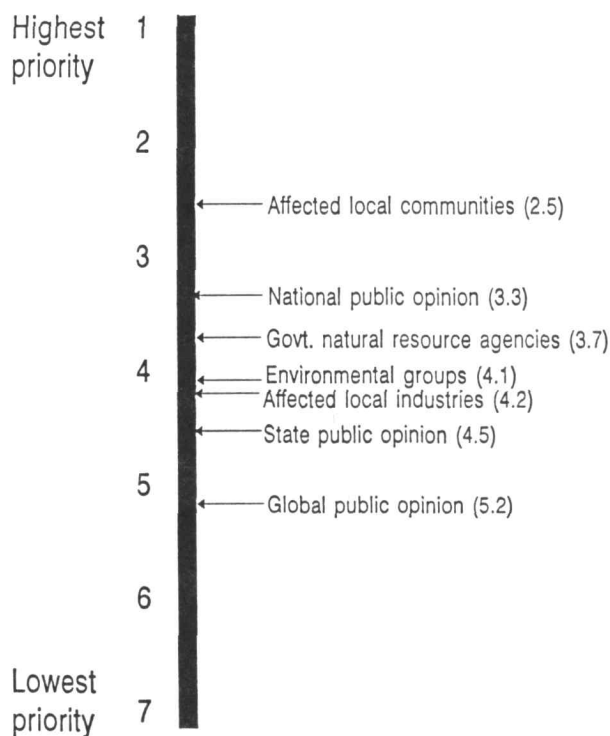 Highest 1
priority
2
Affected local communities (2.5)
3
National public opinion (3.3)
Govt. natural resource agencies (3.7)
4
Environmental groups (4.1)
Affected local industries (4.2)
State public opinion (4.5)
5
Global public opinion (5.2)
6
Lowest
priority 7